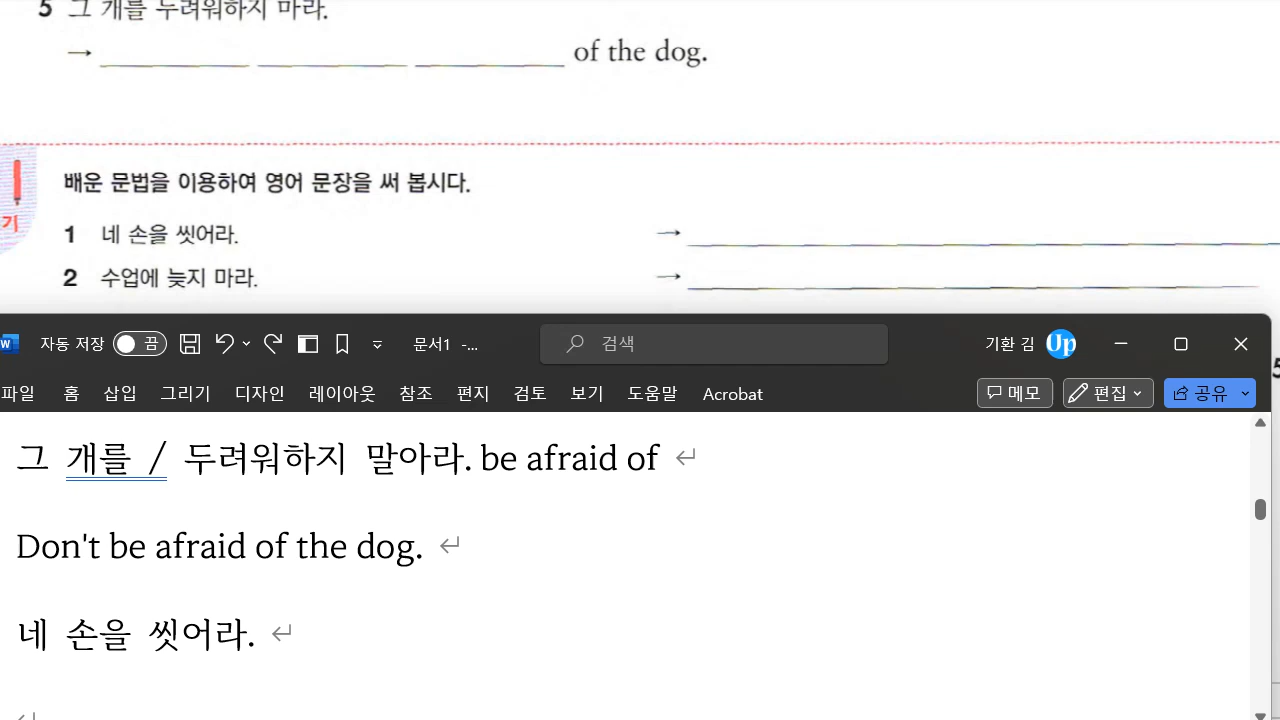 5 그 개를 두려워하지 마라.
→ of the dog.
배운 문법을 이용하여 영어 문장을 써 봅시다.
기
1 네 손을 씻어라. →
2 수업에 늦지 마라. →
자동 저장 끔 문서1 -... 검색 기환 김 Up
파일 홈 삽입 그리기 디자인 레이아웃 참조 편지 검토 보기 도움말 Acrobat 메모 편집 공유
그 개를 / 두려워하지 말아라. be afraid of
Don't be afraid of the dog.
네 손을 씻어라.